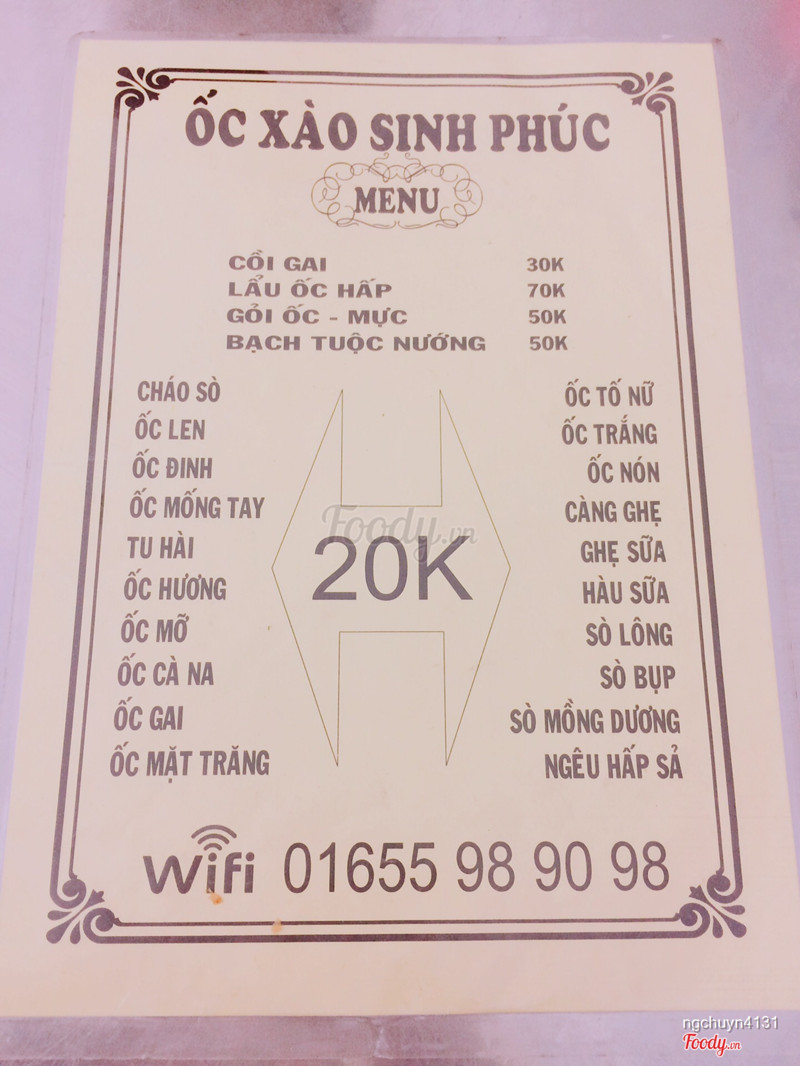 ỐC XÀO SINH PHÚC
MENU
CỒI GAI 30K
LẨU ỐC HẤP 70K
GỎI ỐC - MỰC 50K
BẠCH TUỘC NƯỚNG 50K
CHÁO SÒ
ỐC LEN
ỐC ĐINH
ỐC MỐNG TAY
TU HÀI
ỐC HƯƠNG
ỐC MỠ
ỐC CÀ NA
ỐC GAI
ỐC MẶT TRĂNG
Foody.vn
20K
ỐC TỐ NỮ
ỐC TRẮNG
ỐC NÓN
CÀNG GHẸ
GHẸ SỮA
HÀU SỮA
SÒ LÔNG
SÒ BỤP
SÒ MỒNG DƯƠNG
NGÊU HẤP SẢ
Wifi 01655 98 90 98
ngchuyn4131
Foody.vn